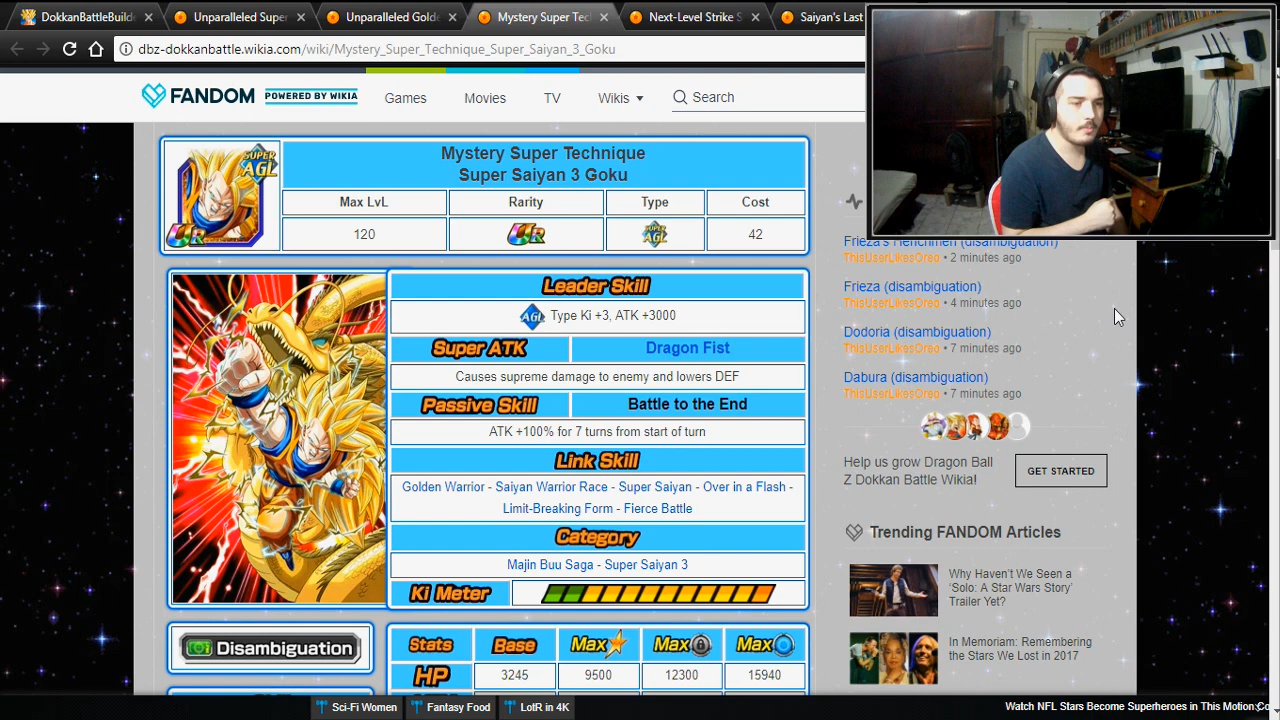 DokkanBattleBuild
Unparalleled Super
Unparalleled Golde
Mystery Super Tec
Next-Level Strike S
Saiyan's Last
dbz-dokkanbattle.wikia.com/wiki/Mystery_Super_Technique_Super_Saiyan_3_Goku
FANDOM POWERED BY WIKIA
Games
Movies
TV
Wikis
Search
Mystery Super Technique
Super Saiyan 3 Goku
SUPER AGL
UR
Max LvL
Rarity
Type
Cost
120
UR
SUPER AGL
42
Leader Skill
AGL Type Ki +3, ATK +3000
Super ATK
Dragon Fist
Causes supreme damage to enemy and lowers DEF
Passive Skill
Battle to the End
ATK +100% for 7 turns from start of turn
Link Skill
Golden Warrior - Saiyan Warrior Race - Super Saiyan - Over in a Flash -
Limit-Breaking Form - Fierce Battle
Category
Majin Buu Saga - Super Saiyan 3
Ki Meter
Disambiguation
Stats
Base
Max
Max
Max
HP
3245
9500
12300
15940
Frieza's Henchmen (disambiguation)
ThisUserLikesOreo • 2 minutes ago
Frieza (disambiguation)
ThisUserLikesOreo • 4 minutes ago
Dodoria (disambiguation)
ThisUserLikesOreo • 7 minutes ago
Dabura (disambiguation)
ThisUserLikesOreo • 7 minutes ago
Help us grow Dragon Ball
Z Dokkan Battle Wikia!
GET STARTED
Trending FANDOM Articles
Why Haven't We Seen a
'Solo: A Star Wars Story'
Trailer Yet?
In Memoriam: Remembering
the Stars We Lost in 2017
Sci-Fi Women
Fantasy Food
LotR in 4K
Watch NFL Stars Become Superheroes in This Motion